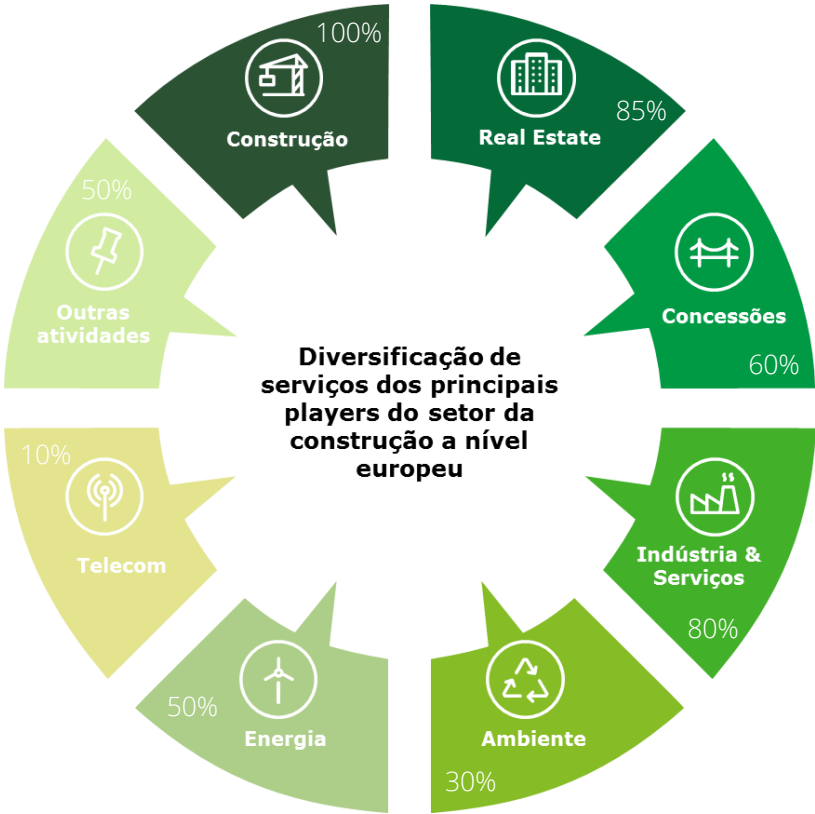 Diversificação de
serviços dos principais
players do setor da
construção a nível
europeu
100%
Construção
85%
Real Estate
Concessões
60%
Indústria &
Serviços
80%
Ambiente
30%
50%
Energia
10%
Telecom
50%
Outras
atividades